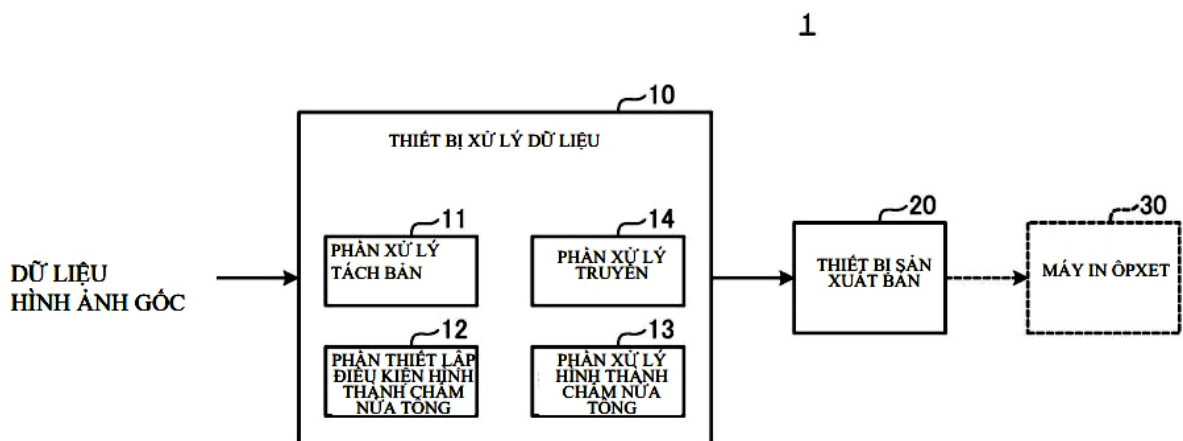 1
10
THIẾT BỊ XỬ LÝ DỮ LIỆU
11
PHẦN XỬ LÝ
TÁCH BẢN
14
PHẦN XỬ LÝ
TRUYỀN
20
THIẾT BỊ SẢN
XUẤT BẢN
30
MÁY IN ÔPXET
DỮ LIỆU
HÌNH ẢNH GỐC
12
PHẦN THIẾT LẬP
ĐIỀU KIỆN HÌNH
THÀNH CHẤM
NỬA TÔNG
13
PHẦN XỬ LÝ
HÌNH THÀNH
CHẤM NỬA
TÔNG